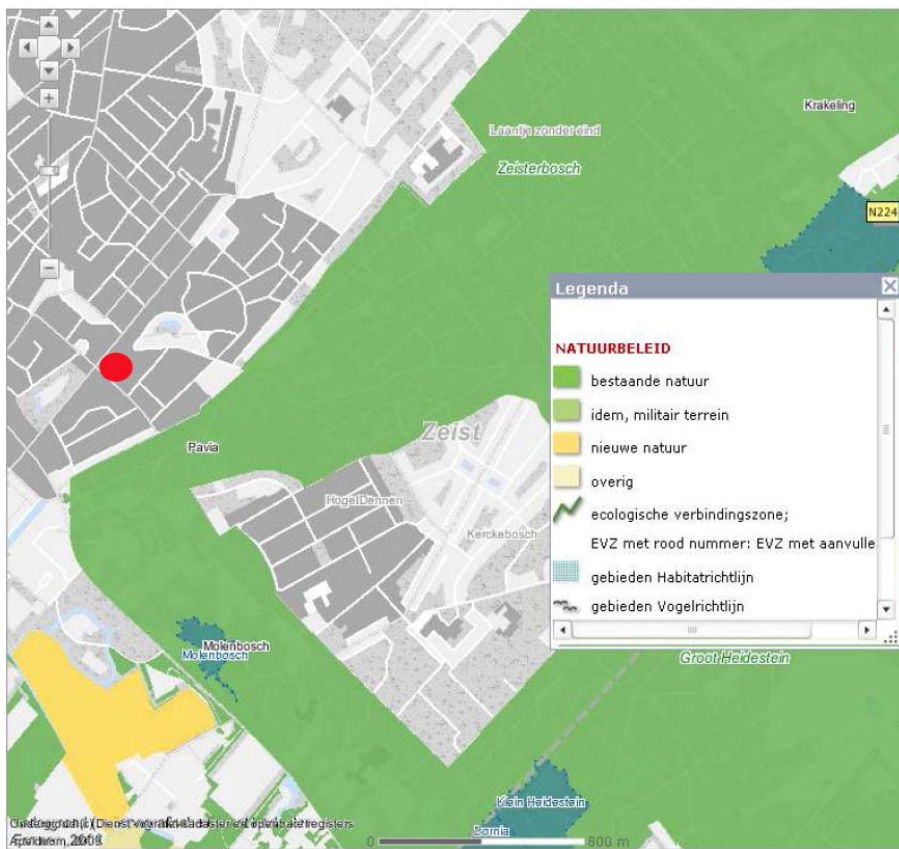 Krakeling
Laantje zonder eind
Zeisterbosch
N224
Legenda
NATUURBELEID
bestaande natuur
idem, militair terrein
nieuwe natuur
overig
ecologische verbindingszone;
EVZ met rood nummer: EVZ met aanvulle
gebieden Habitatrichtlijn
gebieden Vogelrichtlijn
Zeist
Pavia
Hoge Dennen
Kerckebosch
Molenbosch
Molenbosch
Groot Heidestein
Klein Heidestein
Bornia
0
800 m